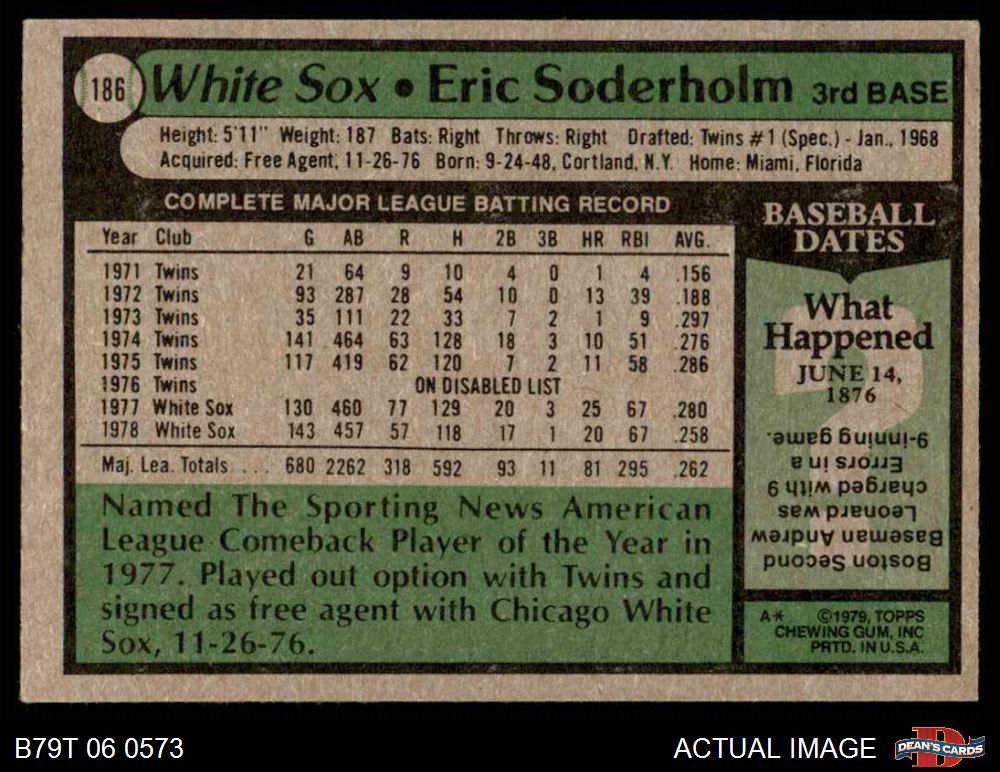 186 White Sox • Eric Soderholm 3rd BASE
Height: 5'11" Weight: 187 Bats: Right Throws: Right Drafted: Twins #1 (Spec.) - Jan., 1968
Acquired: Free Agent, 11-26-76 Born: 9-24-48, Cortland, N.Y. Home: Miami, Florida
COMPLETE MAJOR LEAGUE BATTING RECORD
Year Club G AB R H 2B 3B HR RBI AVG.
1971 Twins 21 64 9 10 4 0 1 4 .156
1972 Twins 93 287 28 54 10 0 13 39 .188
1973 Twins 35 111 22 33 7 2 1 9 .297
1974 Twins 141 464 63 128 18 3 10 51 .276
1975 Twins 117 419 62 120 7 2 11 58 .286
1976 Twins ON DISABLED LIST
1977 White Sox 130 460 77 129 20 3 25 67 .280
1978 White Sox 143 457 57 118 17 1 20 67 .258
Maj. Lea. Totals ... 680 2262 318 592 93 11 81 295 .262
Named The Sporting News American
League Comeback Player of the Year in
1977. Played out option with Twins and
signed as free agent with Chicago White
Sox, 11-26-76.
BASEBALL
DATES
What
Happened
JUNE 14,
1876
?
Boston Second
Baseman Andrew
Leonard was
charged with 9
Errors in a
9-inning game.
A* ©1979, TOPPS
CHEWING GUM, INC
PRTD. IN U.S.A.
B79T 06 0573
ACTUAL IMAGE
D
DEAN'S CARDS